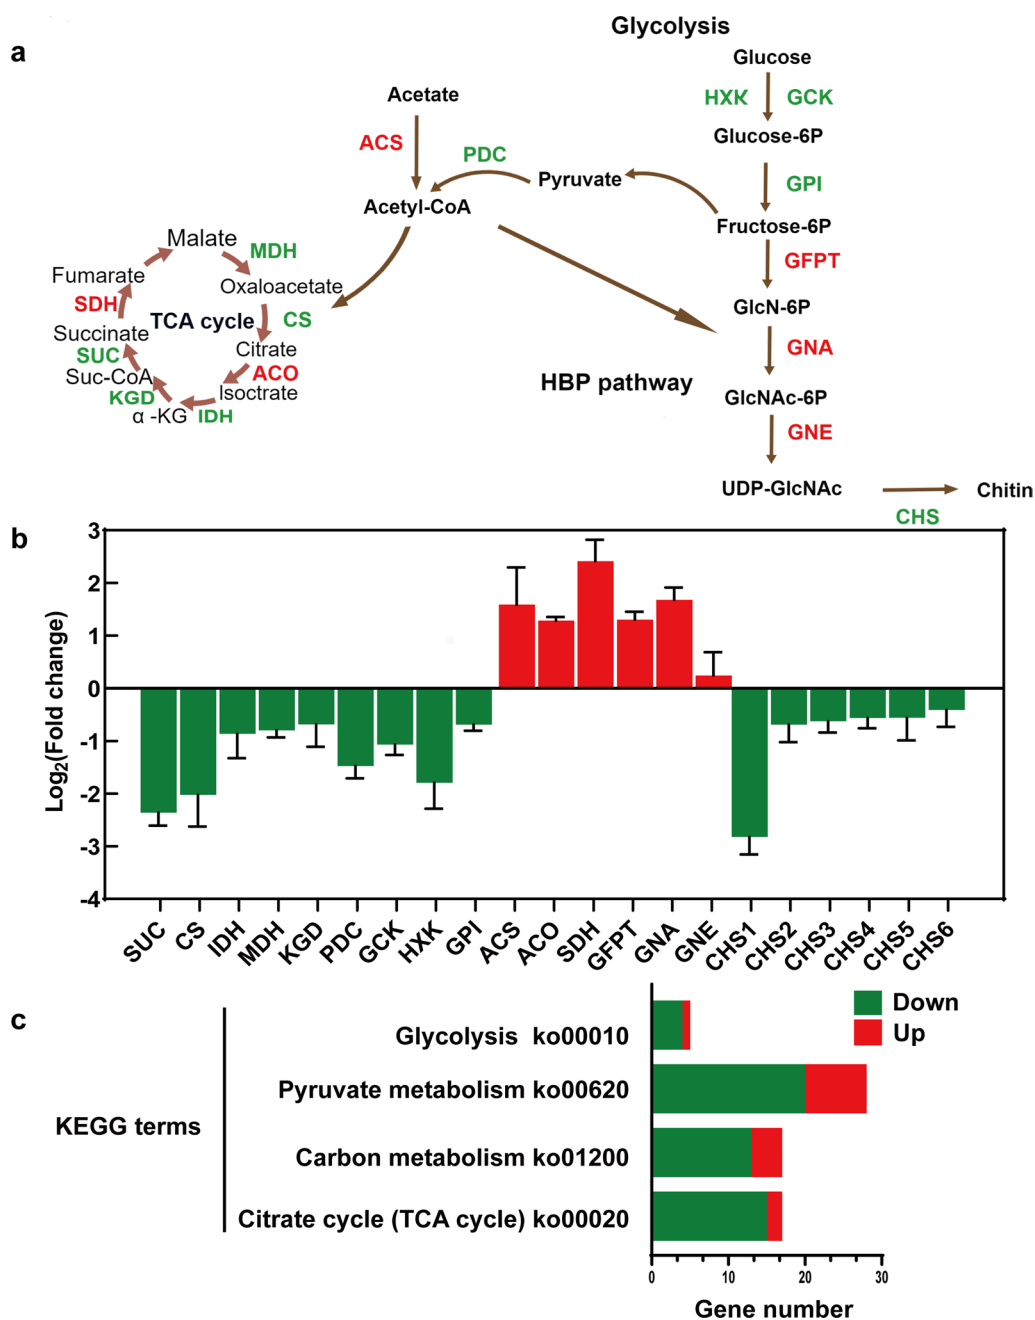 a
Glycolysis
Glucose
HXK GCK
Glucose-6P
GPI
Fructose-6P
GFPT
GlcN-6P
GNA
GlcNAc-6P
GNE
UDP-GlcNAc
CHS
Chitin
HBP pathway
Acetate
ACS
PDC
Pyruvate
Acetyl-CoA
TCA cycle
Malate
MDH
Oxaloacetate
CS
Citrate
ACO
Isoctrate
IDH
α -KG
KGD
Suc-CoA
SUC
Succinate
SDH
Fumarate
b
Log2(Fold change)
3
2
1
0
-1
-2
-3
-4
SUC
CS
IDH
MDH
KGD
PDC
GCK
HXK
GPI
ACS
ACO
SDH
GFPT
GNA
GNE
CHS1
CHS2
CHS3
CHS4
CHS5
CHS6
c
KEGG terms
Glycolysis ko00010
Pyruvate metabolism ko00620
Carbon metabolism ko01200
Citrate cycle (TCA cycle) ko00020
Down
Up
0 10 20 30
Gene number